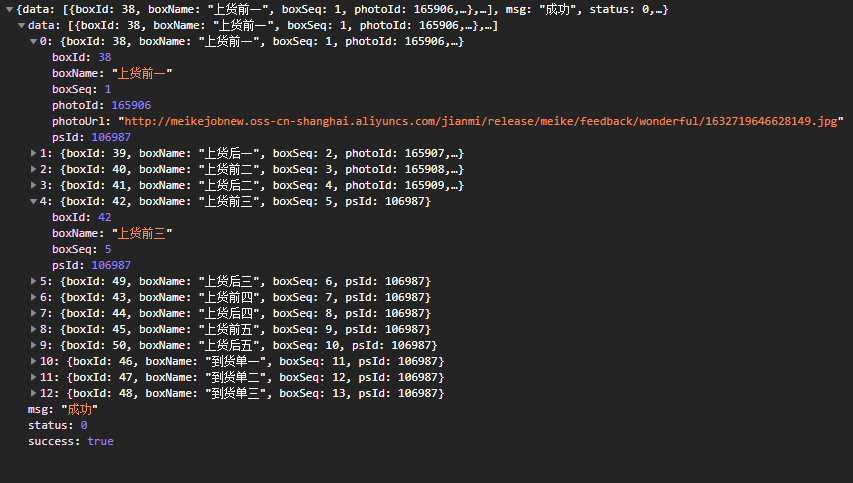 {data: [{boxId: 38, boxName: "上货前一", boxSeq: 1, photoId: 165906,…},…], msg: "成功", status: 0,…}
data: [{boxId: 38, boxName: "上货前一", boxSeq: 1, photoId: 165906,…},…]
0: {boxId: 38, boxName: "上货前一", boxSeq: 1, photoId: 165906,…}
boxId: 38
boxName: "上货前一"
boxSeq: 1
photoId: 165906
photoUrl: "http://meikejobnew.oss-cn-shanghai.aliyuncs.com/jianmi/release/meike/feedback/wonderful/1632719646628149.jpg"
psId: 106987
1: {boxId: 39, boxName: "上货后一", boxSeq: 2, photoId: 165907,…}
2: {boxId: 40, boxName: "上货前二", boxSeq: 3, photoId: 165908,…}
3: {boxId: 41, boxName: "上货后二", boxSeq: 4, photoId: 165909,…}
4: {boxId: 42, boxName: "上货前三", boxSeq: 5, psId: 106987}
boxId: 42
boxName: "上货前三"
boxSeq: 5
psId: 106987
5: {boxId: 49, boxName: "上货后三", boxSeq: 6, psId: 106987}
6: {boxId: 43, boxName: "上货前四", boxSeq: 7, psId: 106987}
7: {boxId: 44, boxName: "上货后四", boxSeq: 8, psId: 106987}
8: {boxId: 45, boxName: "上货前五", boxSeq: 9, psId: 106987}
9: {boxId: 50, boxName: "上货后五", boxSeq: 10, psId: 106987}
10: {boxId: 46, boxName: "到货单一", boxSeq: 11, psId: 106987}
11: {boxId: 47, boxName: "到货单二", boxSeq: 12, psId: 106987}
12: {boxId: 48, boxName: "到货单三", boxSeq: 13, psId: 106987}
msg: "成功"
status: 0
success: true